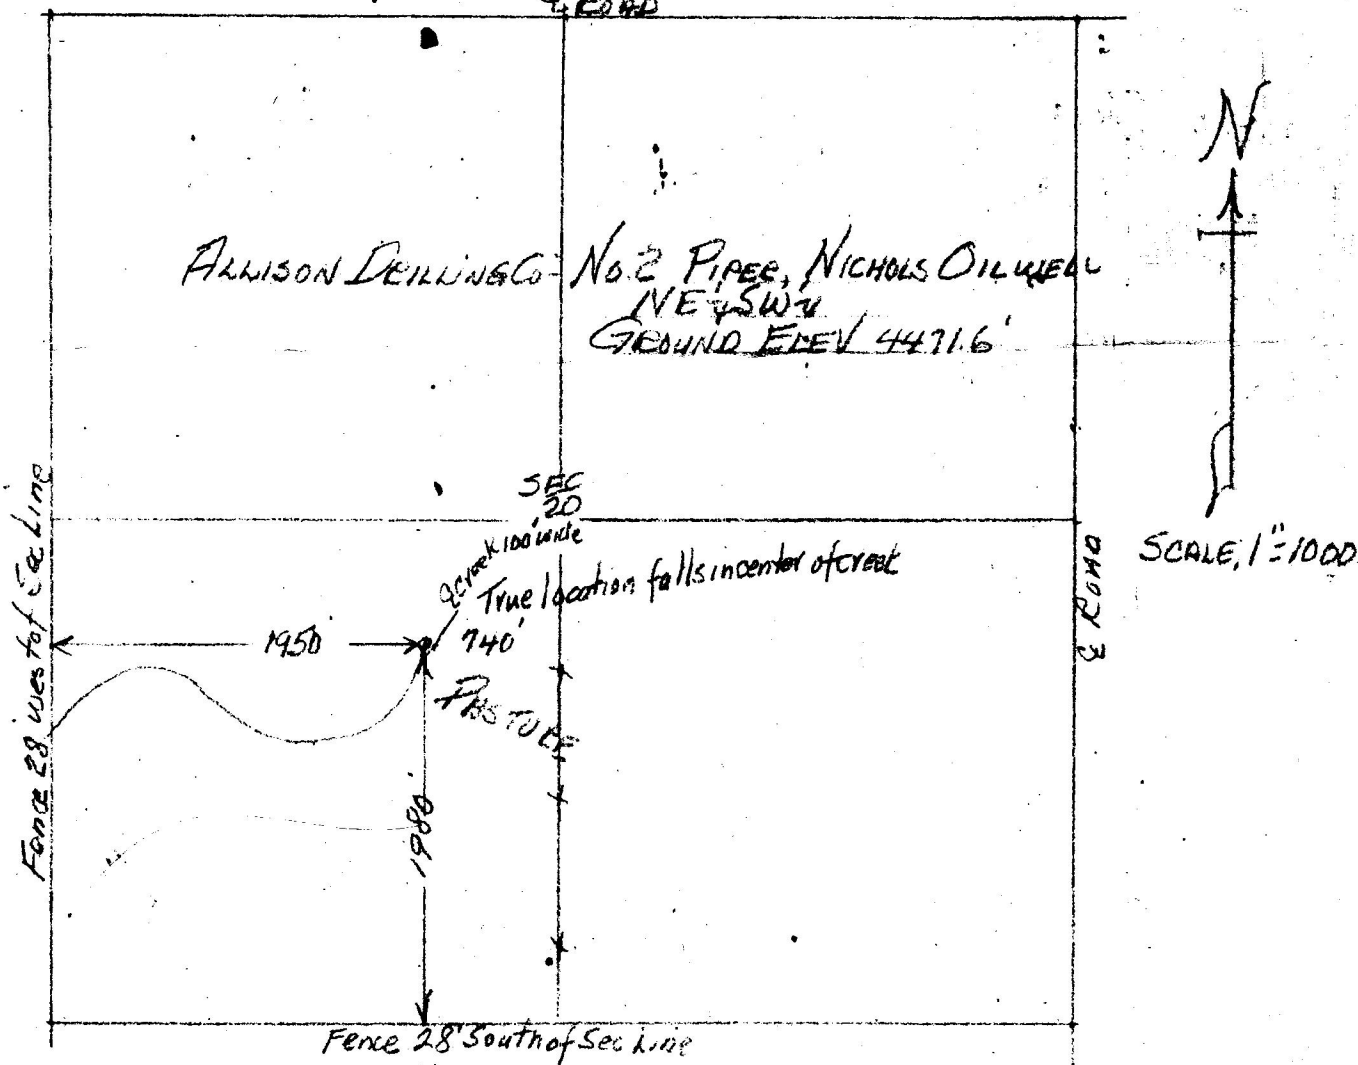 ℄ ROAD
N
ALLISON DRILLING Co - No. 2 PIPER, NICHOLS OIL WELL
NE¼SW¼
GROUND ELEV 4471.6'
SEC
20
℄ Creek 100' wide
True location falls in center of creek
1950'
740'
PASTURE
1980'
Fence 28' west of Sec Line
℄ ROAD
SCALE, 1"=1000
Fence 28' South of Sec Line